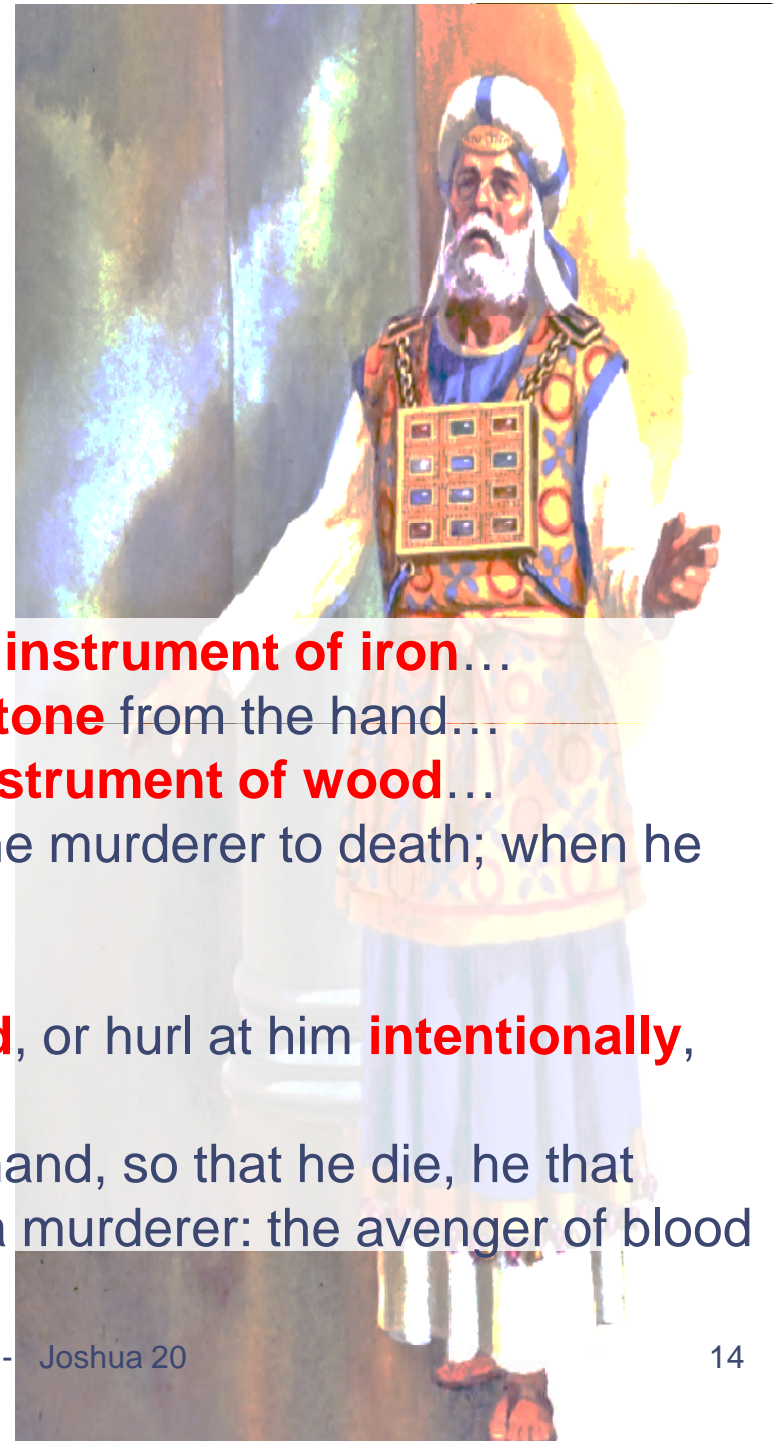 instrument of iron…
tone from the hand…
strument of wood…
e murderer to death; when he
d, or hurl at him intentionally,
and, so that he die, he that
a murderer: the avenger of blood
- Joshua 20 14